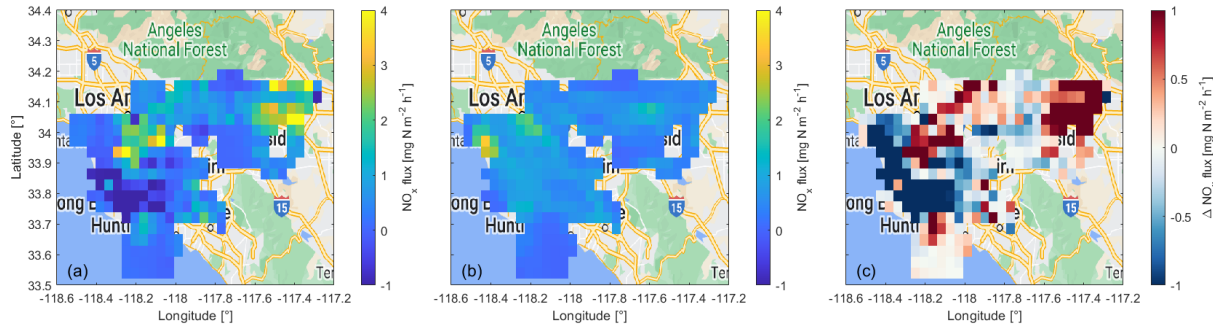 34.4
34.3
34.2
34.1
34
33.9
33.8
33.7
33.6
33.5
Latitude [°]
-118.6 -118.4 -118.2 -118 -117.8 -117.6 -117.4 -117.2
Longitude [°]
Angeles
National Forest
5
Los An
sid
15
Hunti
Ter
(a)
4
3
2
1
0
-1
NOx flux [mg N m-2 h-1]
-118.6 -118.4 -118.2 -118 -117.8 -117.6 -117.4 -117.2
Longitude [°]
Angeles
National Forest
5
Los An
sid
ong
15
Hunti
Ter
(b)
4
3
2
1
0
-1
NOx flux [mg N m-2 h-1]
-118.6 -118.4 -118.2 -118 -117.8 -117.6 -117.4 -117.2
Longitude [°]
Angeles
National Forest
5
Los An
ong
15
Hunti
Ter
(c)
1
0.5
0
-0.5
-1
Δ NOx flux [mg N m-2 h-1]